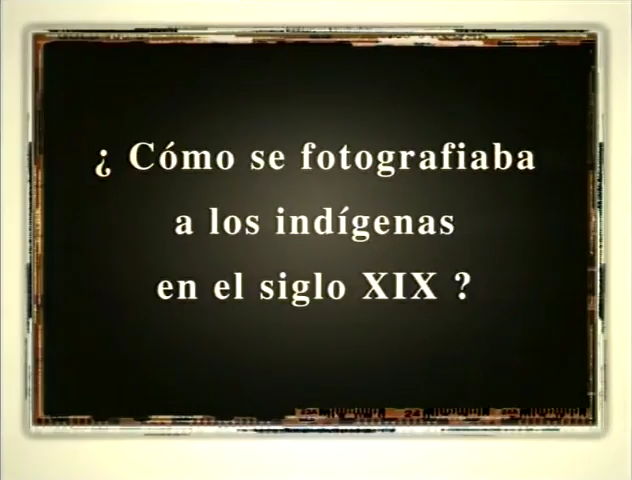 ¿ Cómo se fotografiaba
a los indígenas
en el siglo XIX ?